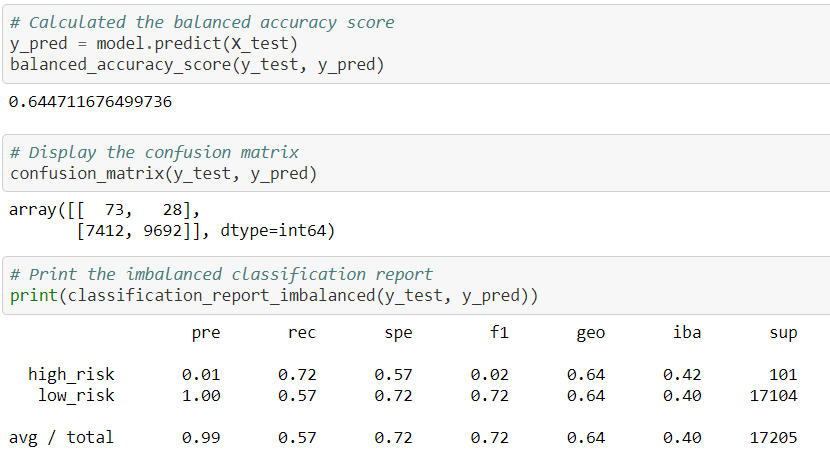 # Calculated the balanced accuracy score
y_pred = model.predict(X_test)
balanced_accuracy_score(y_test, y_pred)
0.644711676499736
# Display the confusion matrix
confusion_matrix(y_test, y_pred)
array([[  73,   28],
       [7412, 9692]], dtype=int64)
# Print the imbalanced classification report
print(classification_report_imbalanced(y_test, y_pred))
                   pre       rec       spe        f1       geo       iba       sup
  high_risk       0.01      0.72      0.57      0.02      0.64      0.42       101
   low_risk       1.00      0.57      0.72      0.72      0.64      0.40     17104
avg / total       0.99      0.57      0.72      0.72      0.64      0.40     17205